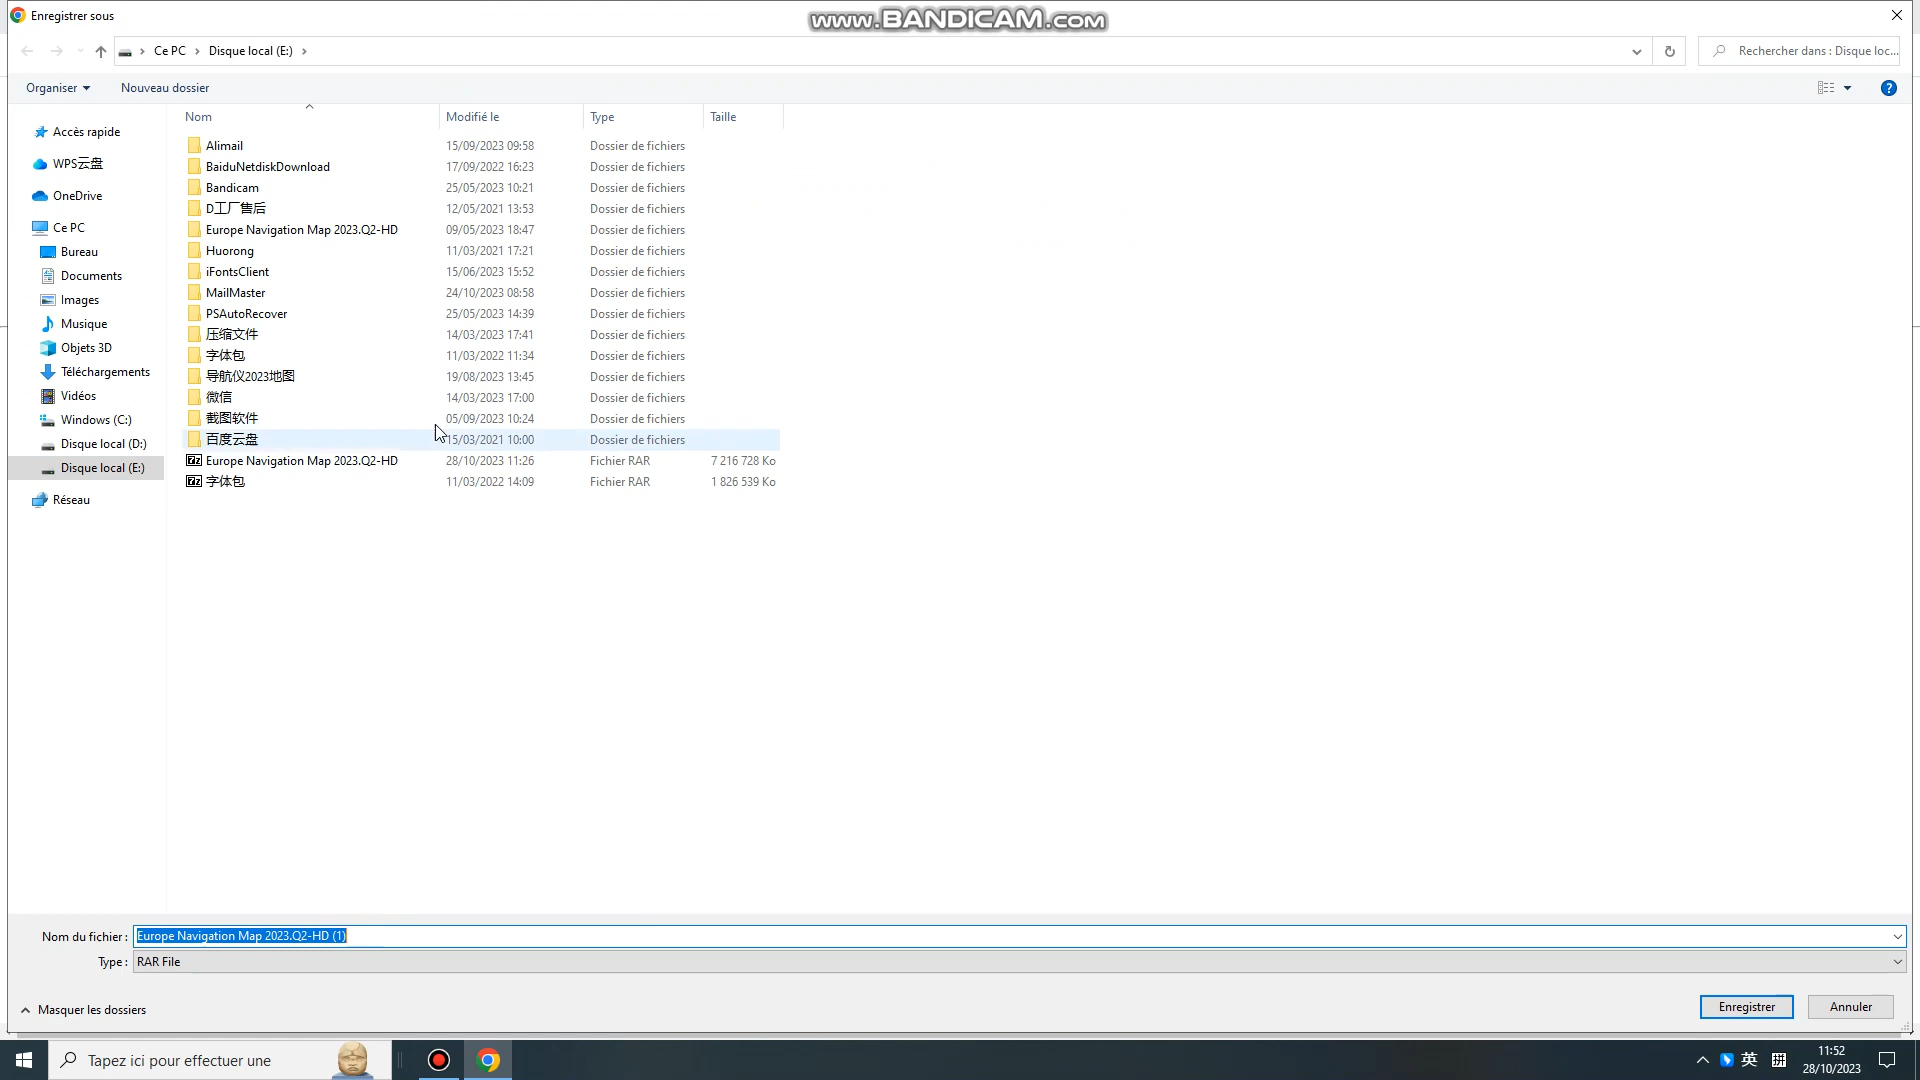 Enregistrer sous
www.BANDICAM.com
Ce PC
Disque local (E:)
Rechercher dans : Disque loc...
Organiser
Nouveau dossier
?
Nom
Modifié le
Type
Taille
Accès rapide
WPS云盘
OneDrive
Ce PC
Bureau
Documents
Images
Musique
Objets 3D
Téléchargements
Vidéos
Windows (C:)
Disque local (D:)
Disque local (E:)
Réseau
Alimail 15/09/2023 09:58 Dossier de fichiers
BaiduNetdiskDownload 17/09/2022 16:23 Dossier de fichiers
Bandicam 25/05/2023 10:21 Dossier de fichiers
D工厂售后 12/05/2021 13:53 Dossier de fichiers
Europe Navigation Map 2023.Q2-HD 09/05/2023 18:47 Dossier de fichiers
Huorong 11/03/2021 17:21 Dossier de fichiers
iFontsClient 15/06/2023 15:52 Dossier de fichiers
MailMaster 24/10/2023 08:58 Dossier de fichiers
PSAutoRecover 25/05/2023 14:39 Dossier de fichiers
压缩文件 14/03/2023 17:41 Dossier de fichiers
字体包 11/03/2022 11:34 Dossier de fichiers
导航仪2023地图 19/08/2023 13:45 Dossier de fichiers
微信 14/03/2023 17:00 Dossier de fichiers
截图软件 05/09/2023 10:24 Dossier de fichiers
百度云盘 15/03/2021 10:00 Dossier de fichiers
7z Europe Navigation Map 2023.Q2-HD 28/10/2023 11:26 Fichier RAR 7 216 728 Ko
7z 字体包 11/03/2022 14:09 Fichier RAR 1 826 539 Ko
Nom du fichier : Europe Navigation Map 2023.Q2-HD (1)
Type : RAR File
Masquer les dossiers
Enregistrer
Annuler
Tapez ici pour effectuer une
英
拼
11:52
28/10/2023